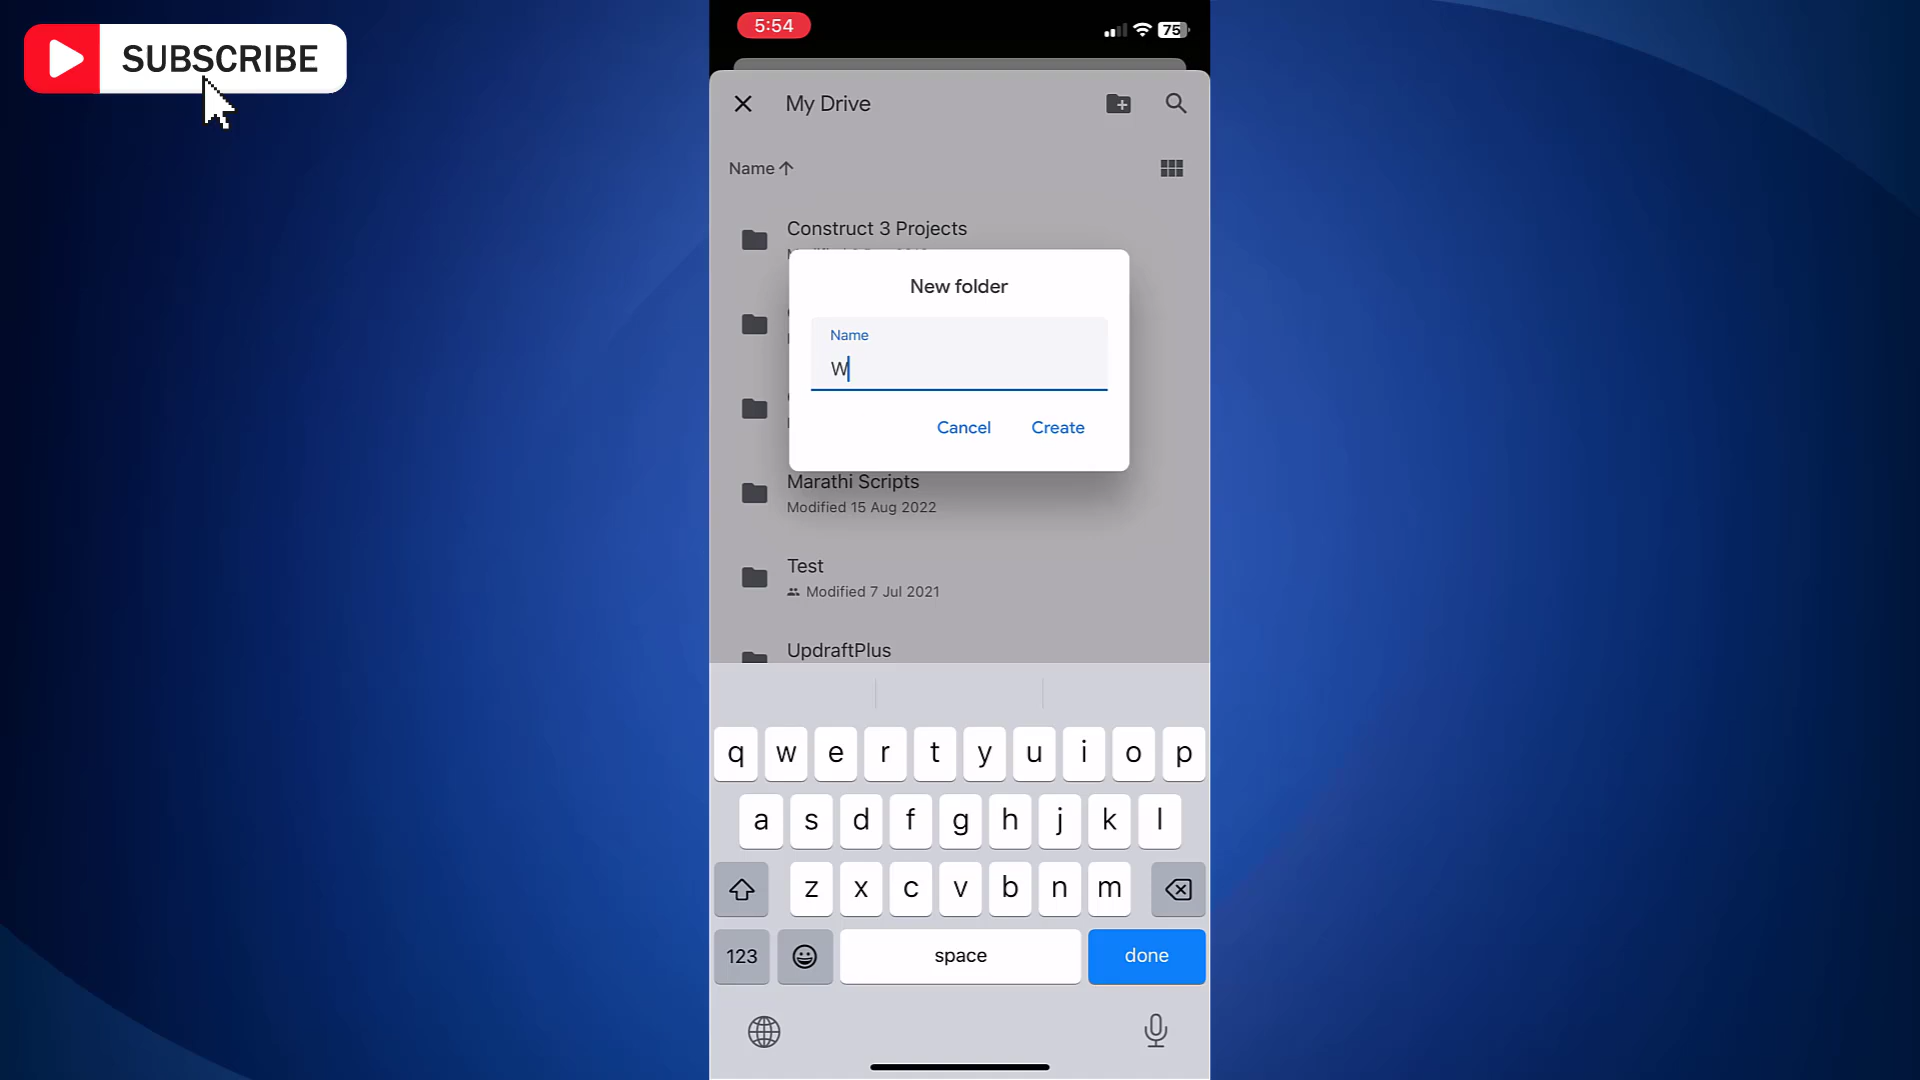 SUBSCRIBE
5:54
75
My Drive
Name
Construct 3 Projects
New folder
Name
W
Cancel
Create
Marathi Scripts
Modified 15 Aug 2022
Test
Modified 7 Jul 2021
UpdraftPlus
q w e r t y u i o p
a s d f g h j k l
z x c v b n m
123
space
done